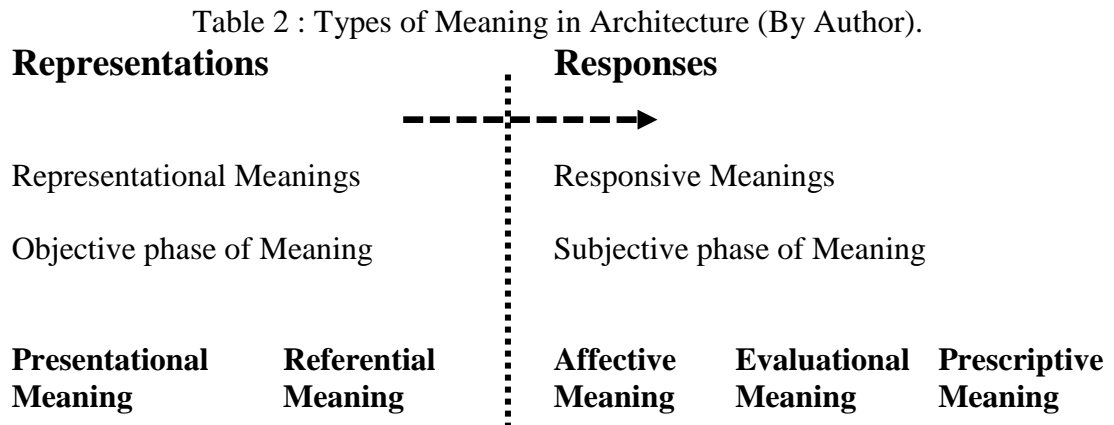 Table 2 : Types of Meaning in Architecture (By Author).
Representations Responses
Representational Meanings Responsive Meanings
Objective phase of Meaning Subjective phase of Meaning
Presentational Referential Affective Evaluational Prescriptive
Meaning Meaning Meaning Meaning Meaning